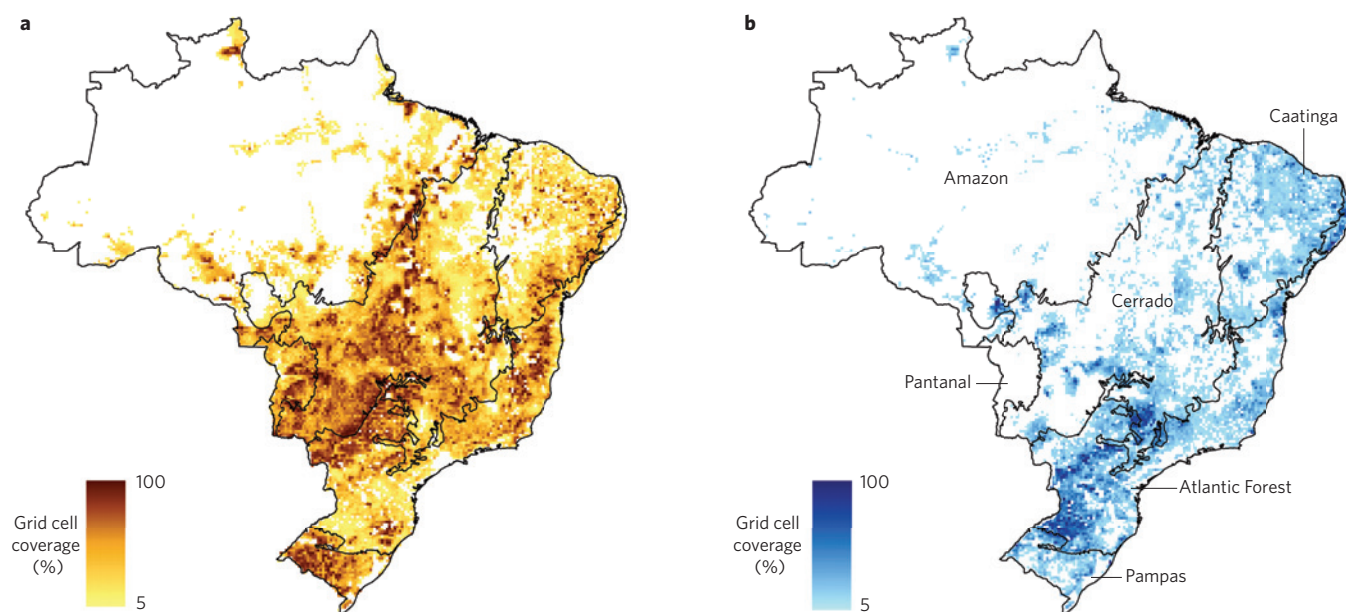 a
100
Grid cell
coverage
(%)
5
b
Caatinga
Amazon
Cerrado
Pantanal
100
Atlantic Forest
Grid cell
coverage
(%)
Pampas
5